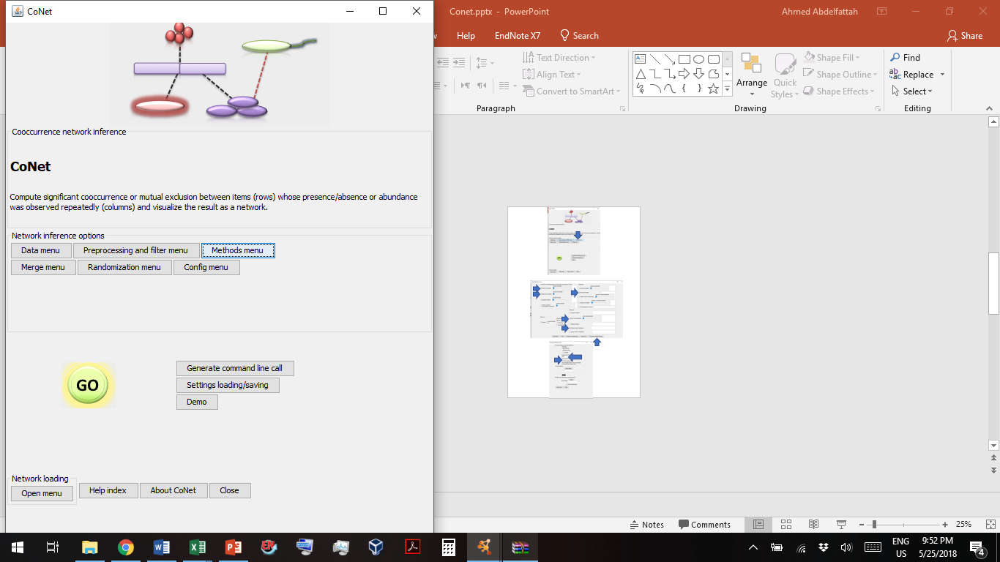 CoNet
Conet.pptx - PowerPoint
Ahmed Abdelfattah
Help
EndNote X7
Search
Share
Text Direction
Align Text
Convert to SmartArt
Paragraph
Arrange
Quick
Styles
Shape Fill
Shape Outline
Shape Effects
Drawing
Find
Replace
Select
Editing
Cooccurrence network inference
CoNet
Compute significant cooccurrence or mutual exclusion between items (rows) whose presence/absence or abundance
was observed repeatedly (columns) and visualize the result as a network.
Network inference options
Data menu
Preprocessing and filter menu
Methods menu
Merge menu
Randomization menu
Config menu
GO
Generate command line call
Settings loading/saving
Demo
Network loading
Open menu
Help index
About CoNet
Close
Notes
Comments
25%
ENG
US
9:52 PM
5/25/2018
4